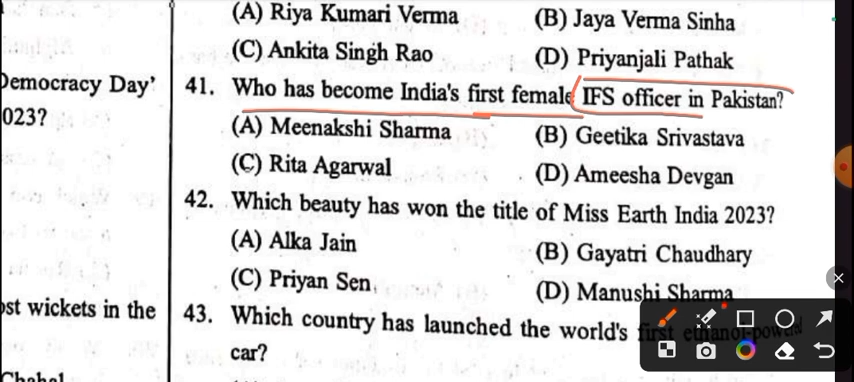 (A) Riya Kumari Verma (B) Jaya Verma Sinha
(C) Ankita Singh Rao (D) Priyanjali Pathak
Democracy Day'
023?
41. Who has become India's first female IFS officer in Pakistan?
(A) Meenakshi Sharma (B) Geetika Srivastava
(C) Rita Agarwal (D) Ameesha Devgan
42. Which beauty has won the title of Miss Earth India 2023?
(A) Alka Jain (B) Gayatri Chaudhary
(C) Priyan Sen (D) Manushi Sharma
ost wickets in the
43. Which country has launched the world's first ethanol-powered
car?
Chahal